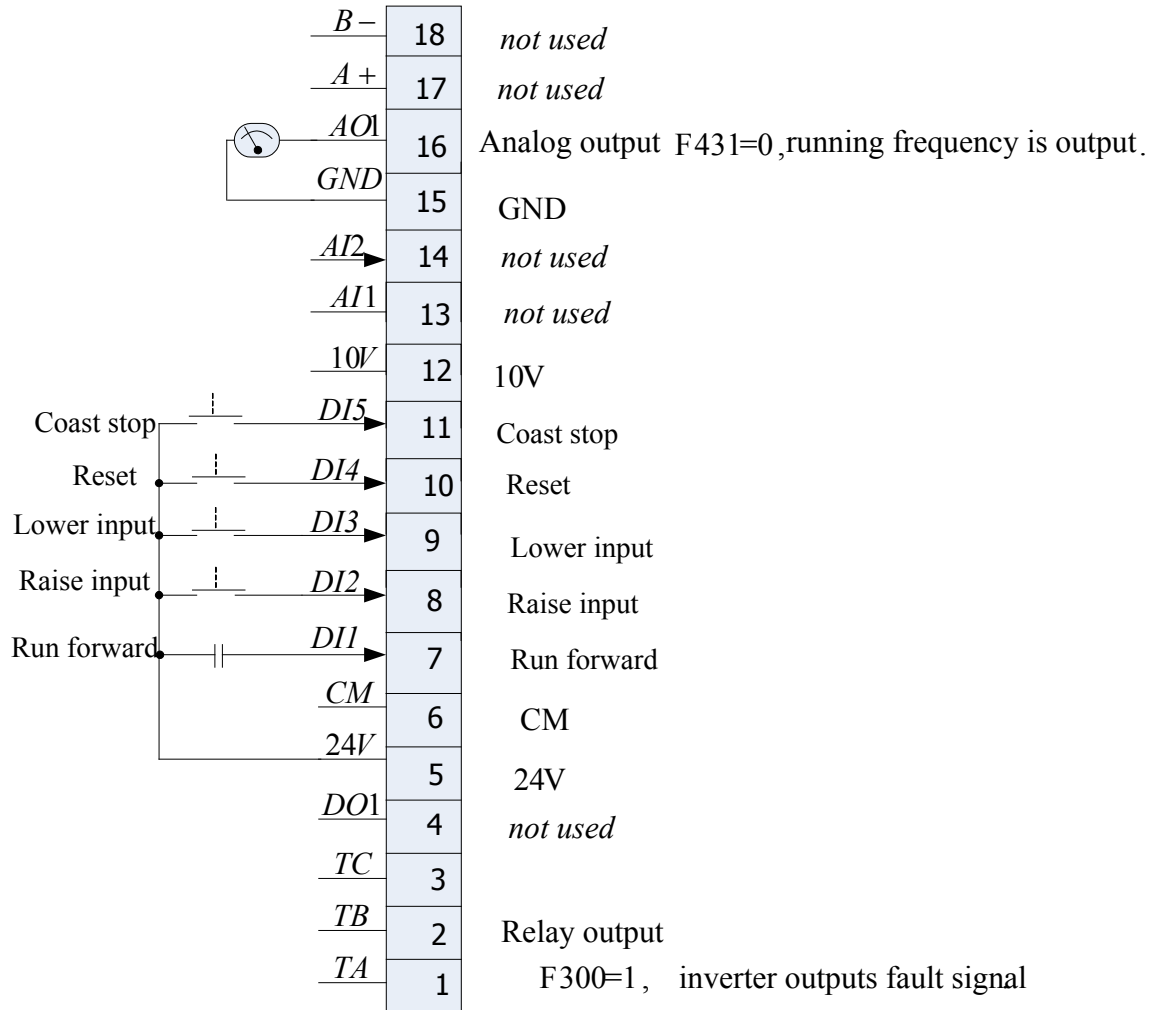 B − 18 not used
A + 17 not used
AO1 16 Analog output F431=0 ,running frequency is output.
GND 15 GND
AI2 14 not used
AI1 13 not used
10V 12 10V
Coast stop DI5 11 Coast stop
Reset DI4 10 Reset
Lower input DI3 9 Lower input
Raise input DI2 8 Raise input
Run forward DI1 7 Run forward
CM 6 CM
24V 5 24V
DO1 4 not used
TC 3
TB 2 Relay output
TA 1 F300=1 , inverter outputs fault signal